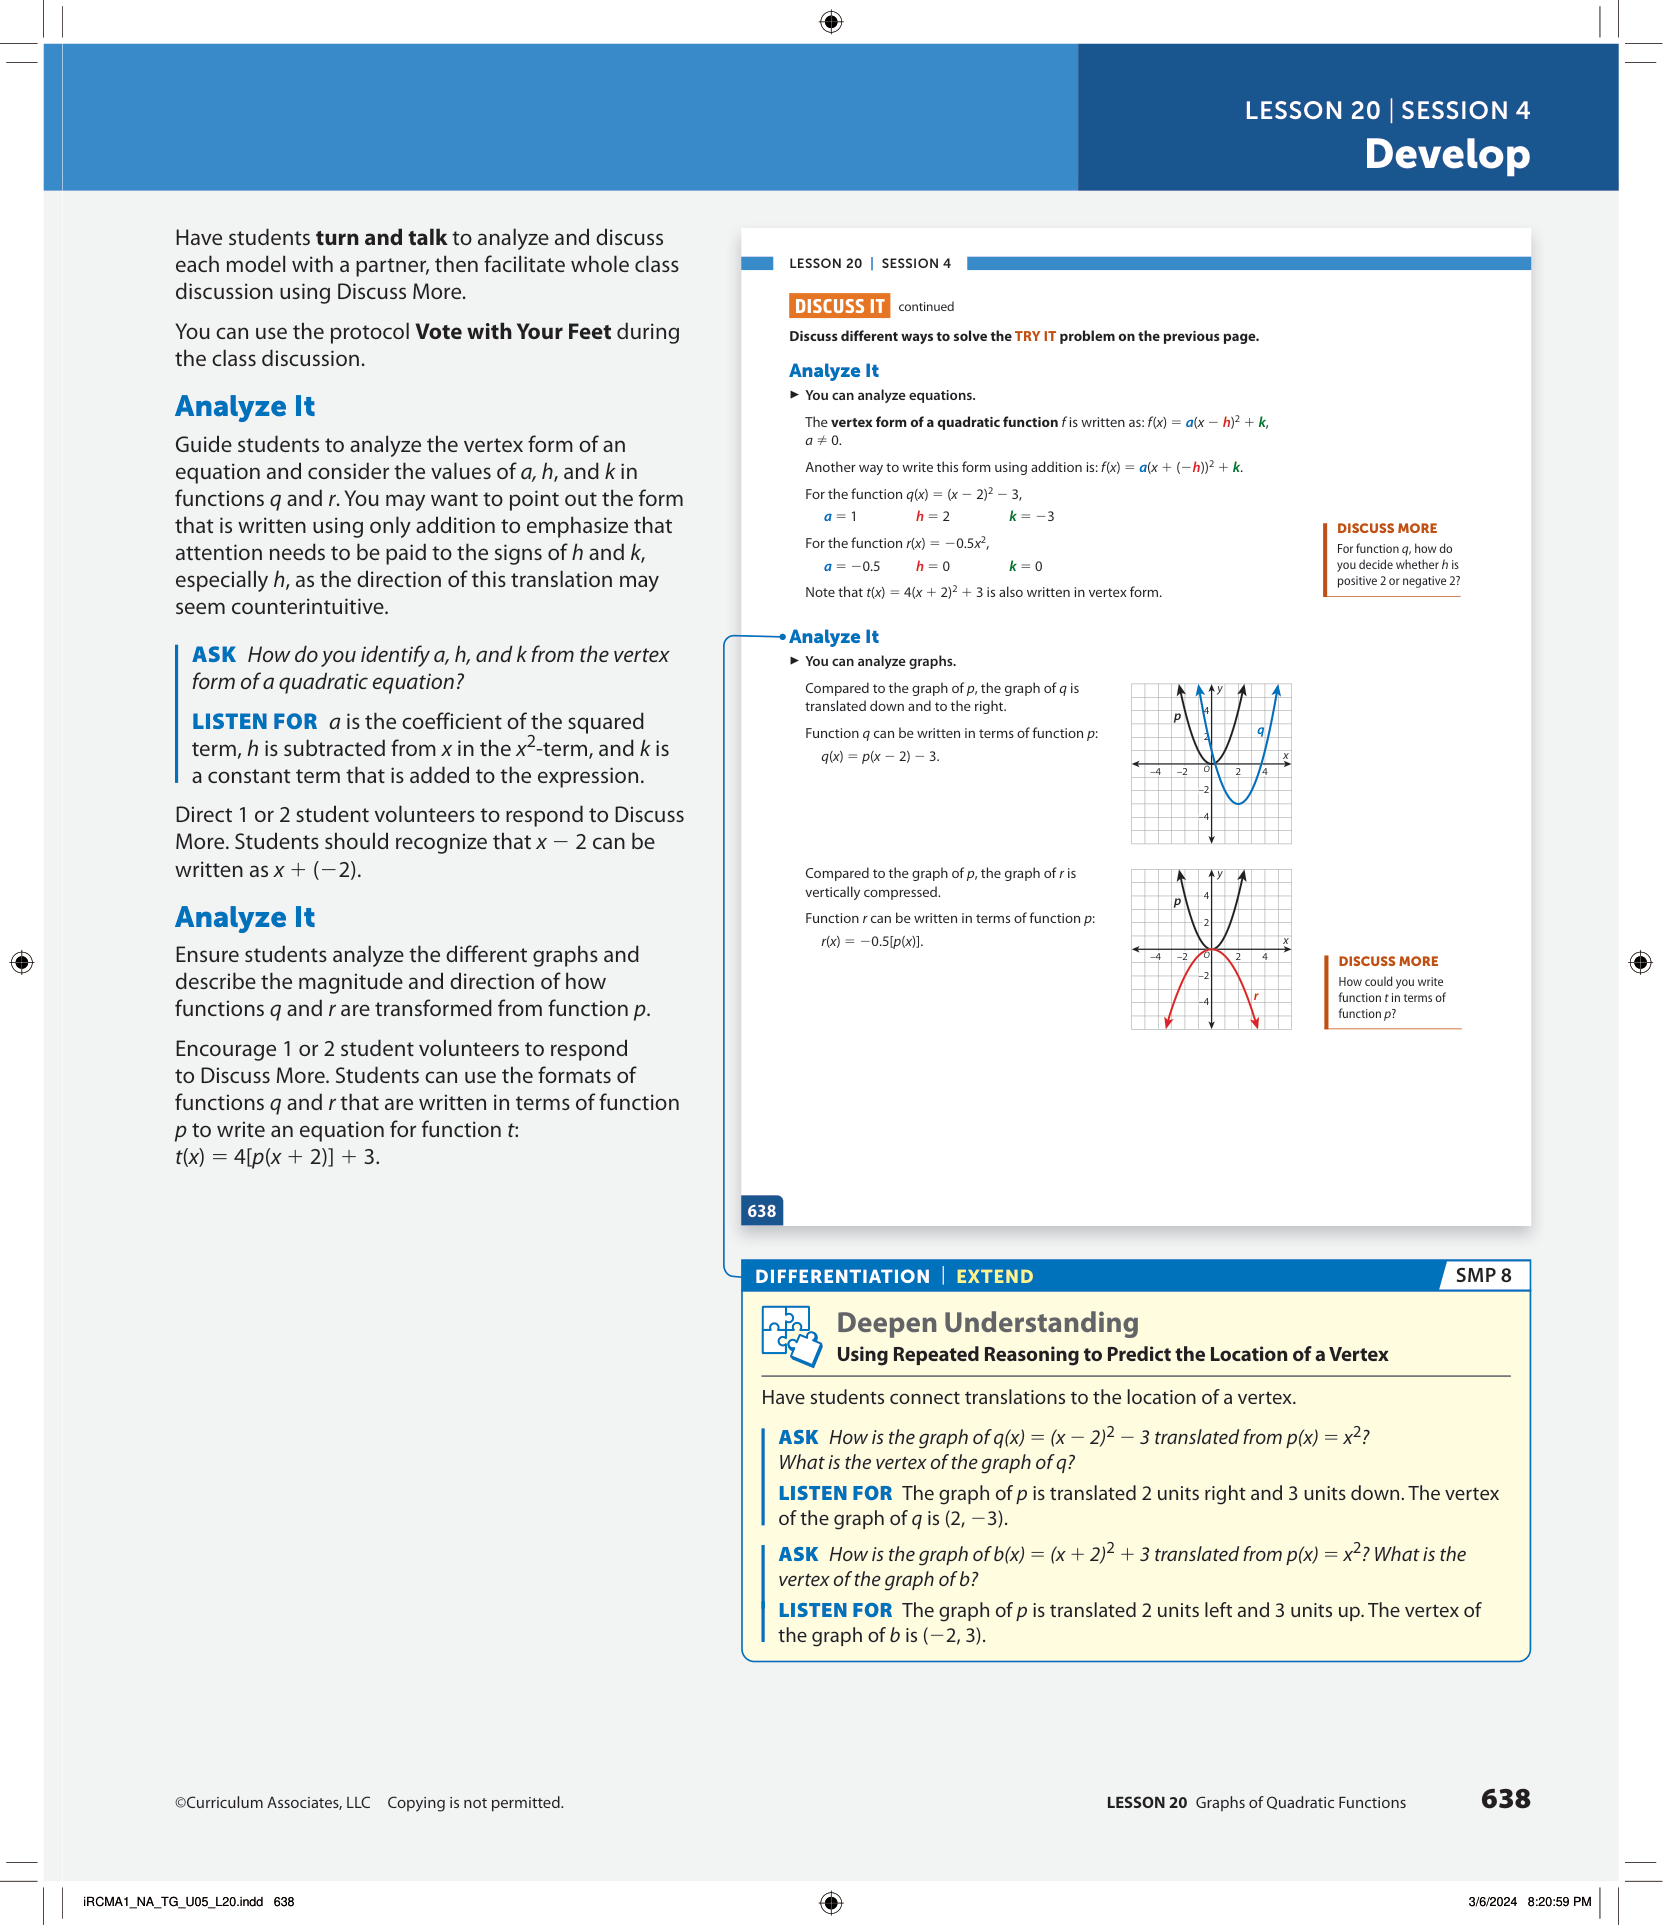 LESSON 20 | SESSION 4
Develop
Have students turn and talk to analyze and discuss
each model with a partner, then facilitate whole class
discussion using Discuss More.
You can use the protocol Vote with Your Feet during
the class discussion.
Analyze It
Guide students to analyze the vertex form of an
equation and consider the values of a, h, and k in
functions q and r. You may want to point out the form
that is written using only addition to emphasize that
attention needs to be paid to the signs of h and k,
especially h, as the direction of this translation may
seem counterintuitive.
ASK How do you identify a, h, and k from the vertex
form of a quadratic equation?
LISTEN FOR a is the coefficient of the squared
term, h is subtracted from x in the x²-term, and k is
a constant term that is added to the expression.
Direct 1 or 2 student volunteers to respond to Discuss
More. Students should recognize that x − 2 can be
written as x + (−2).
Analyze It
Ensure students analyze the different graphs and
describe the magnitude and direction of how
functions q and r are transformed from function p.
Encourage 1 or 2 student volunteers to respond
to Discuss More. Students can use the formats of
functions q and r that are written in terms of function
p to write an equation for function t:
t(x) = 4[p(x + 2)] + 3.
LESSON 20 | SESSION 4
DISCUSS IT continued
Discuss different ways to solve the TRY IT problem on the previous page.
Analyze It
► You can analyze equations.
The vertex form of a quadratic function f is written as: f(x) = a(x − h)² + k,
a ≠ 0.
Another way to write this form using addition is: f(x) = a(x + (−h))² + k.
For the function q(x) = (x − 2)² − 3,
a = 1 h = 2 k = −3
For the function r(x) = −0.5x²,
a = −0.5 h = 0 k = 0
Note that t(x) = 4(x + 2)² + 3 is also written in vertex form.
DISCUSS MORE
For function q, how do
you decide whether h is
positive 2 or negative 2?
Analyze It
► You can analyze graphs.
Compared to the graph of p, the graph of q is
translated down and to the right.
Function q can be written in terms of function p:
q(x) = p(x − 2) − 3.
y
4
p
q
2
x
−4 −2 O 2 4
−2
−4
Compared to the graph of p, the graph of r is
vertically compressed.
Function r can be written in terms of function p:
r(x) = −0.5[p(x)].
y
4
p
2
x
−4 −2 O 2 4
−2
r
−4
DISCUSS MORE
How could you write
function t in terms of
function p?
638
DIFFERENTIATION | EXTEND
SMP 8
Deepen Understanding
Using Repeated Reasoning to Predict the Location of a Vertex
Have students connect translations to the location of a vertex.
ASK How is the graph of q(x) = (x − 2)² − 3 translated from p(x) = x²?
What is the vertex of the graph of q?
LISTEN FOR The graph of p is translated 2 units right and 3 units down. The vertex
of the graph of q is (2, −3).
ASK How is the graph of b(x) = (x + 2)² + 3 translated from p(x) = x²? What is the
vertex of the graph of b?
LISTEN FOR The graph of p is translated 2 units left and 3 units up. The vertex of
the graph of b is (−2, 3).
©Curriculum Associates, LLC Copying is not permitted.
LESSON 20 Graphs of Quadratic Functions 638
iRCMA1_NA_TG_U05_L20.indd 638
3/6/2024 8:20:59 PM